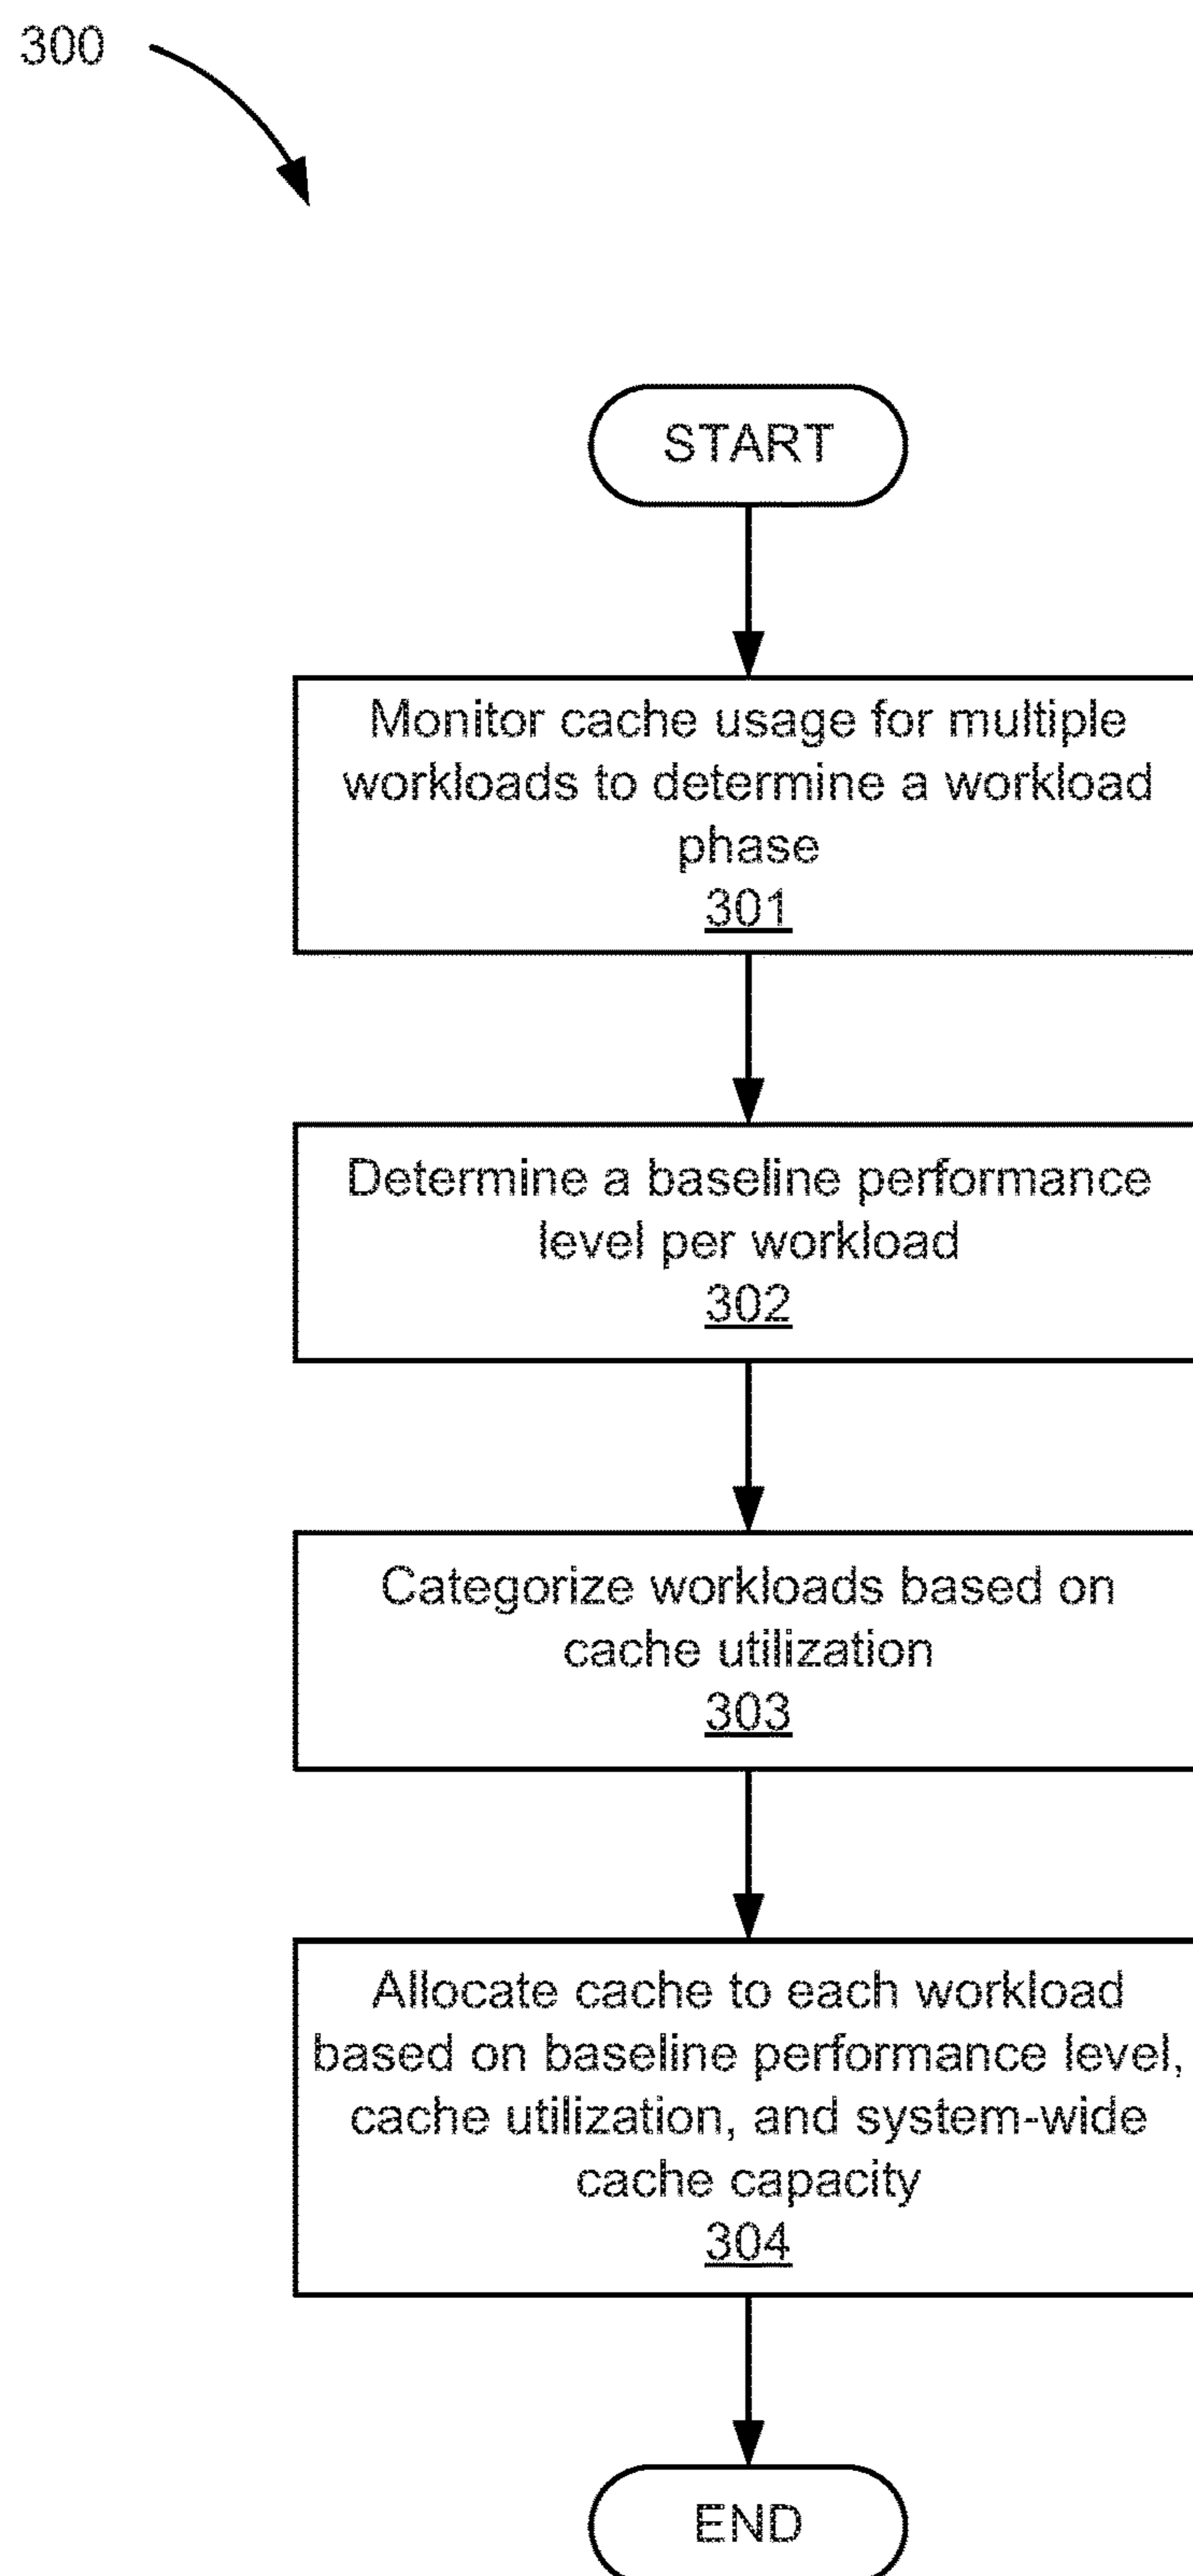 300
START
Monitor cache usage for multiple
workloads to determine a workload
phase
301
Determine a baseline performance
level per workload
302
Categorize workloads based on
cache utilization
303
Allocate cache to each workload
based on baseline performance level,
cache utilization, and system-wide
cache capacity
304
END